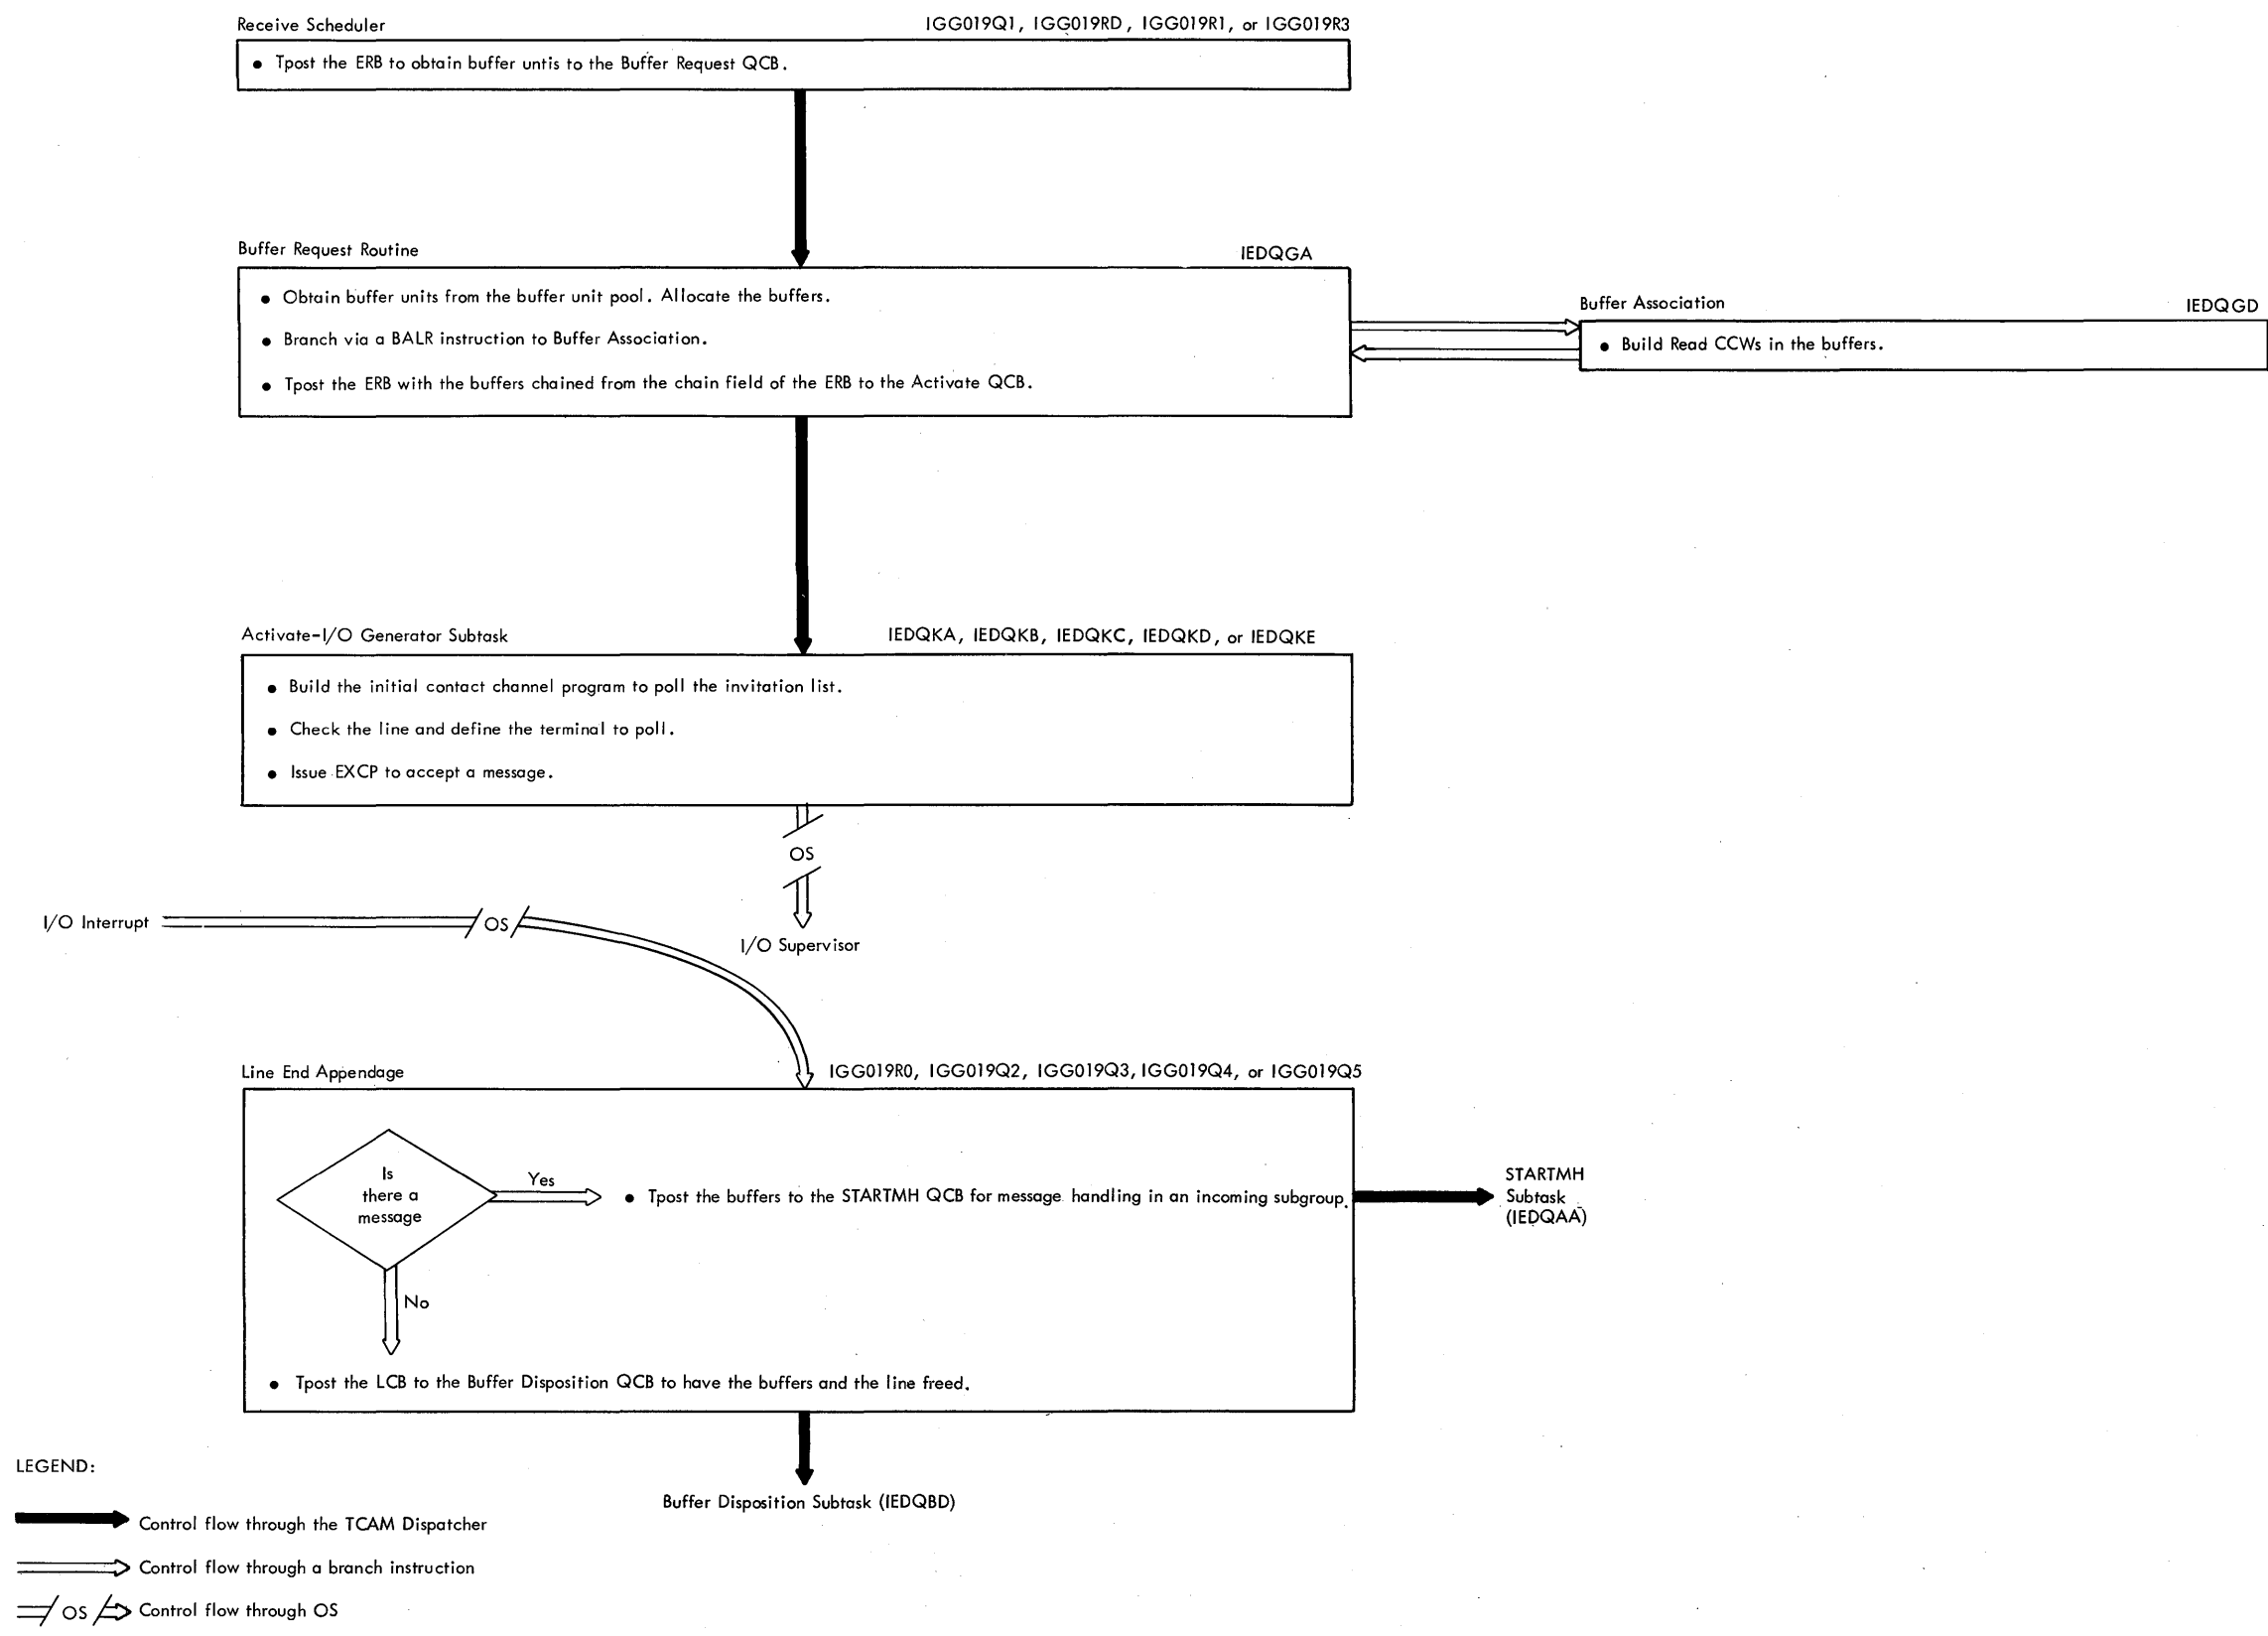 Receive Scheduler
IGG019Q1, IGG019RD, IGG019R1, or IGG019R3
• Tpost the ERB to obtain buffer untis to the Buffer Request QCB.
Buffer Request Routine
IEDQGA
• Obtain buffer units from the buffer unit pool. Allocate the buffers.
• Branch via a BALR instruction to Buffer Association.
• Tpost the ERB with the buffers chained from the chain field of the ERB to the Activate QCB.
Buffer Association
IEDQGD
• Build Read CCWs in the buffers.
Activate-I/O Generator Subtask
IEDQKA, IEDQKB, IEDQKC, IEDQKD, or IEDQKE
• Build the initial contact channel program to poll the invitation list.
• Check the line and define the terminal to poll.
• Issue EXCP to accept a message.
OS
I/O Interrupt
OS
I/O Supervisor
Line End Appendage
IGG019R0, IGG019Q2, IGG019Q3, IGG019Q4, or IGG019Q5
Is
there a
message
Yes
• Tpost the buffers to the STARTMH QCB for message handling in an incoming subgroup.
STARTMH
Subtask
(IEDQAA)
No
• Tpost the LCB to the Buffer Disposition QCB to have the buffers and the line freed.
Buffer Disposition Subtask (IEDQBD)
LEGEND:
Control flow through the TCAM Dispatcher
Control flow through a branch instruction
OS
Control flow through OS